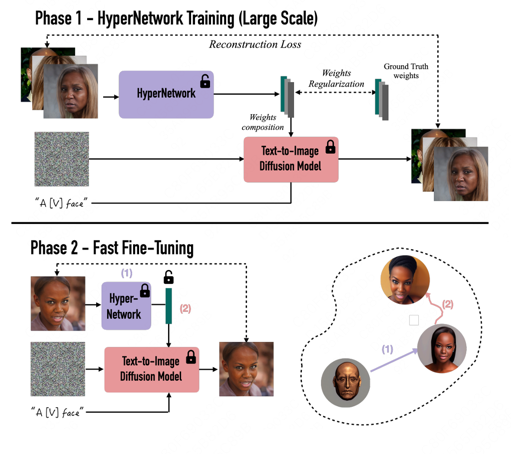 Phase 1 - HyperNetwork Training (Large Scale)
Reconstruction Loss
HyperNetwork
Weights
Regularization
Ground Truth
weights
Weights
composition
Text-to-Image
Diffusion Model
"A [V] face"
Phase 2 - Fast Fine-Tuning
(1)
Hyper-
Network
(2)
Text-to-Image
Diffusion Model
"A [V] face"
(2)
(1)